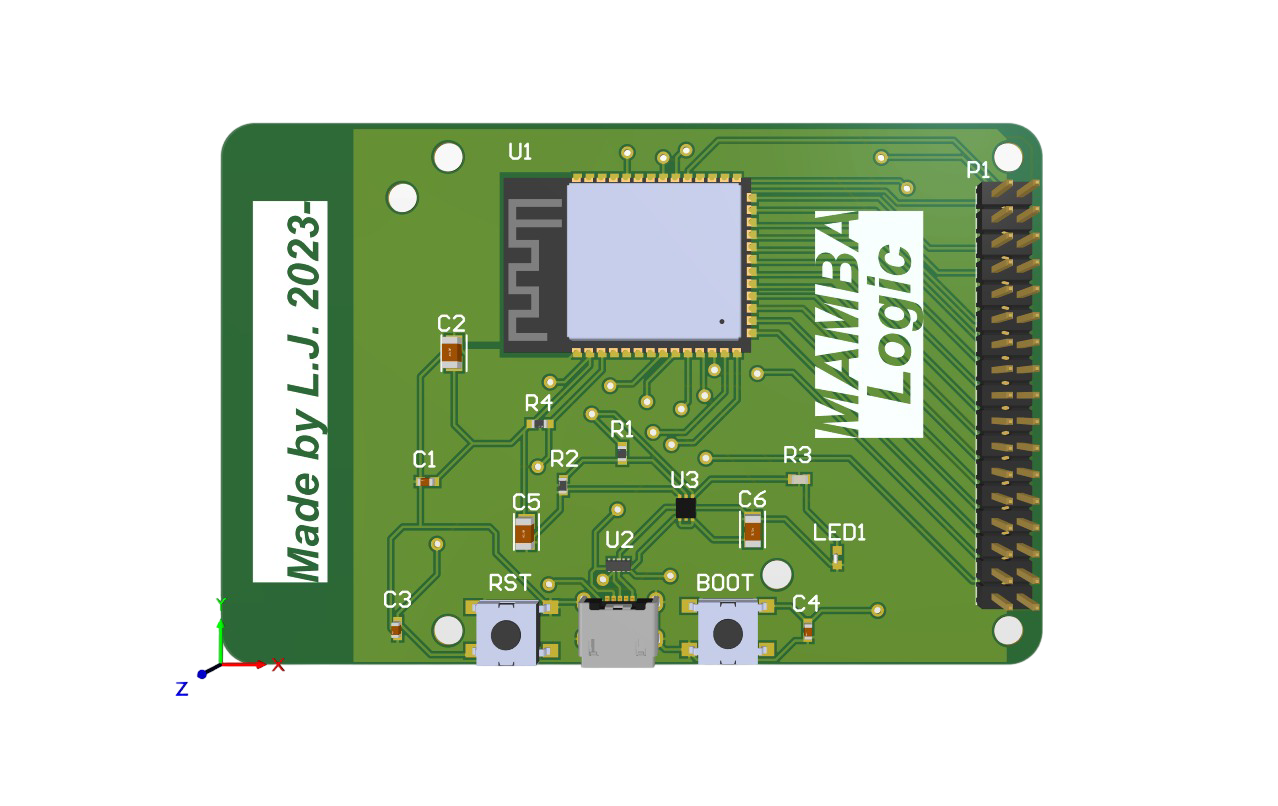 U1
P1
MAMBA
Logic
Made by L.J. 2023-
C2
R4
R1
C1
R2
R3
U3
C5
C6
U2
LED1
RST
BOOT
C3
C4
Y
X
Z